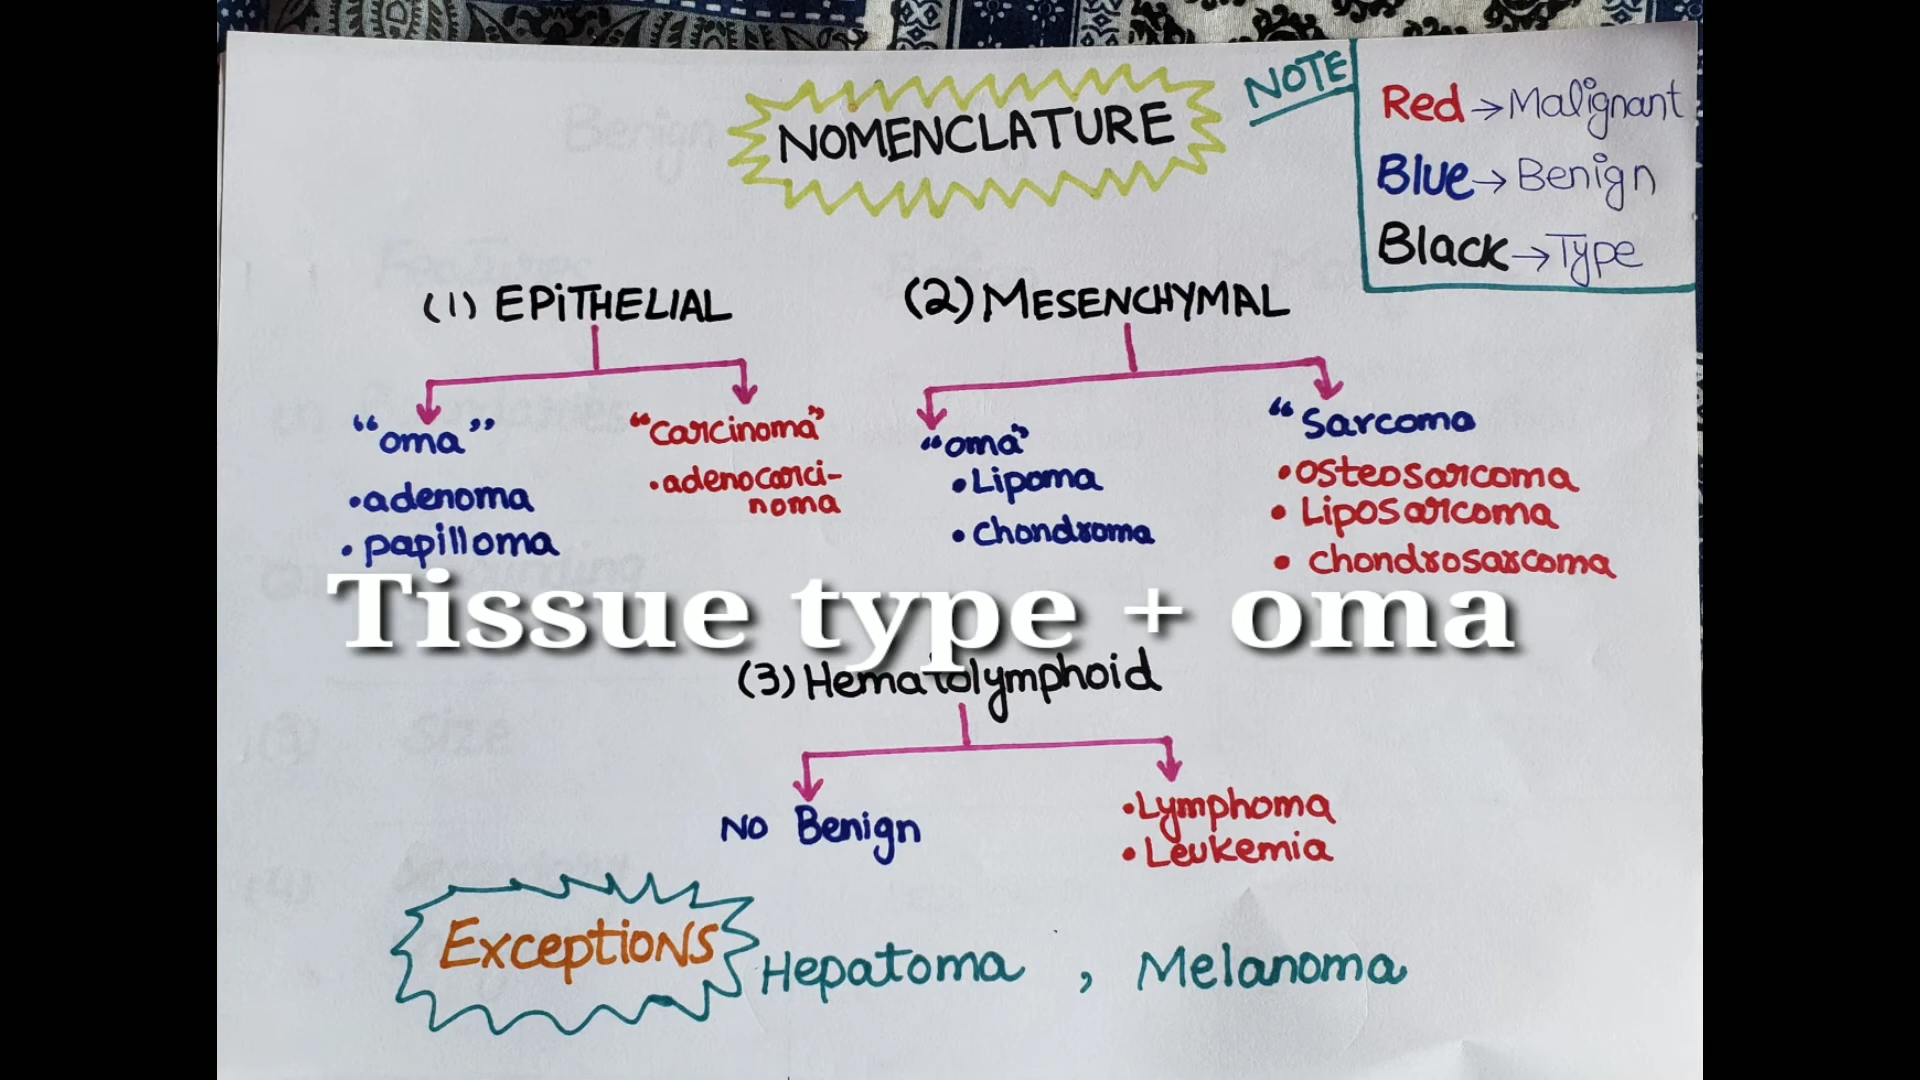 NOMENCLATURE
NOTE
Red → Malignant
Blue → Benign
Black → Type
(1) EPiTHELIAL
"oma"
• adenoma
• papilloma
"carcinoma"
• adenocarci-
noma
(2) MESENCHYMAL
"oma"
• Lipoma
• Chondroma
"Sarcoma
• Osteosarcoma
• Liposarcoma
• Chondrosarcoma
Tissue type + oma
(3) Hematolymphoid
No Benign
• Lymphoma
• Leukemia
Exceptions
Hepatoma , Melanoma